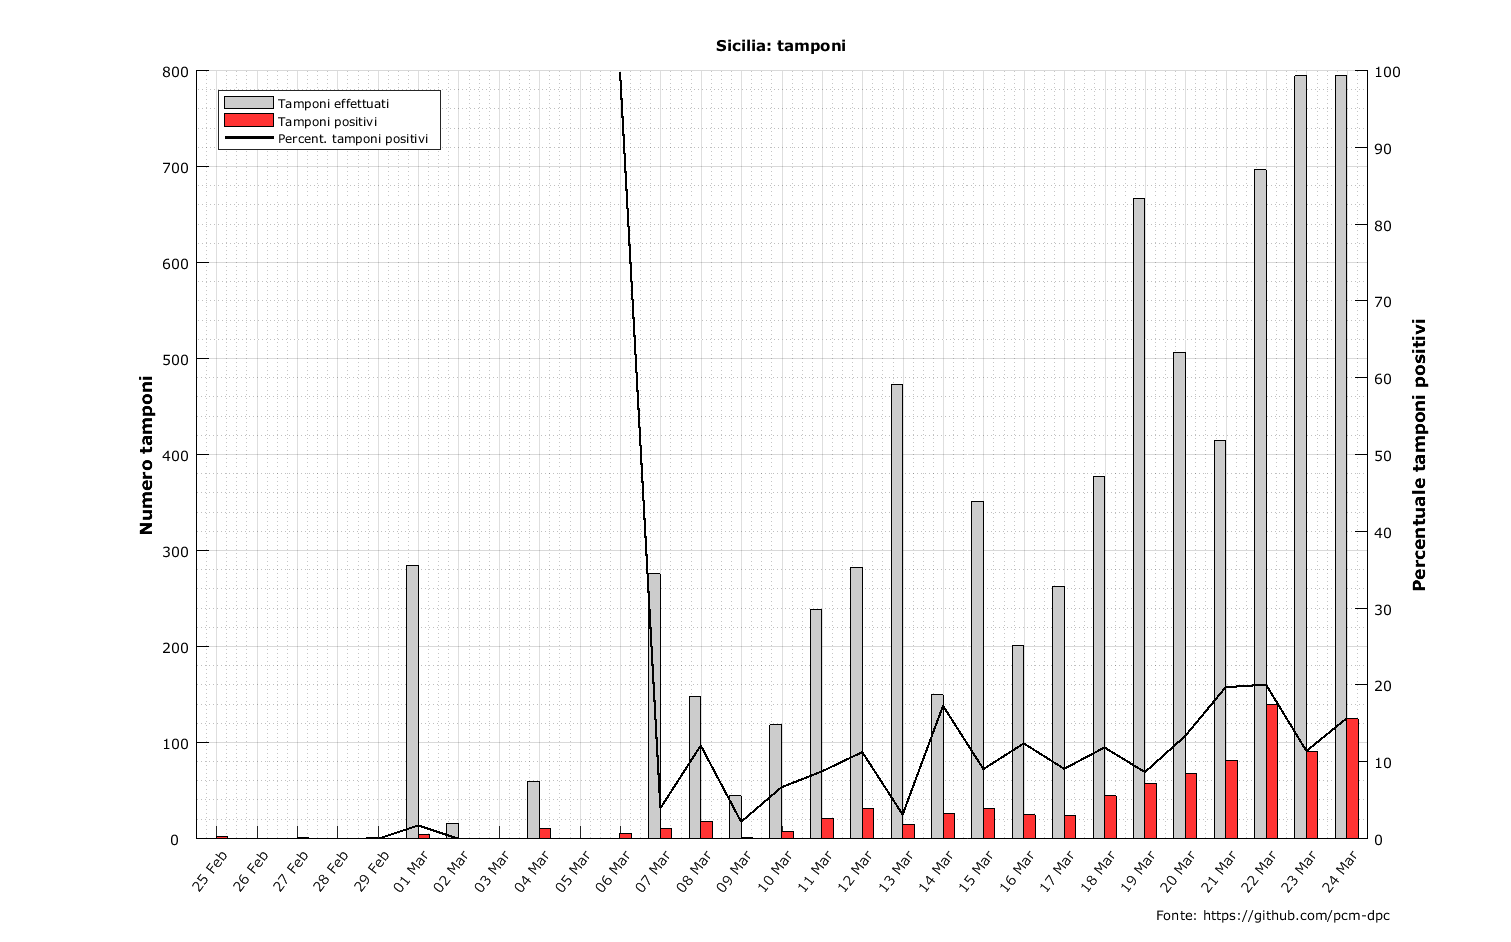 Sicilia: tamponi
Tamponi effettuati
Tamponi positivi
Percent. tamponi positivi
Numero tamponi
800
700
600
500
400
300
200
100
0
100
90
80
70
60
50
40
30
20
10
0
Percentuale tamponi positivi
25 Feb
26 Feb
27 Feb
28 Feb
29 Feb
01 Mar
02 Mar
03 Mar
04 Mar
05 Mar
06 Mar
07 Mar
08 Mar
09 Mar
10 Mar
11 Mar
12 Mar
13 Mar
14 Mar
15 Mar
16 Mar
17 Mar
18 Mar
19 Mar
20 Mar
21 Mar
22 Mar
23 Mar
24 Mar
Fonte: https://github.com/pcm-dpc